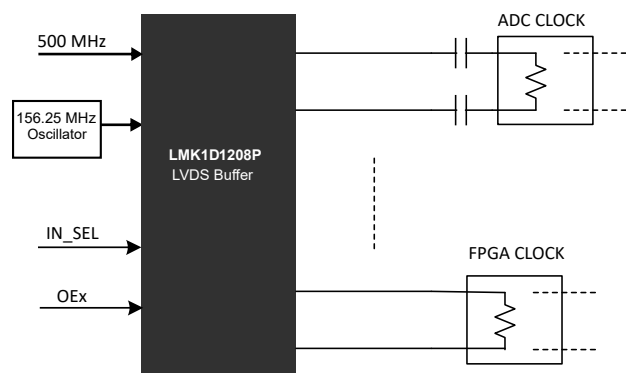 500 MHz
ADC CLOCK
156.25 MHz
Oscillator
LMK1D1208P
LVDS Buffer
IN_SEL
OEx
FPGA CLOCK